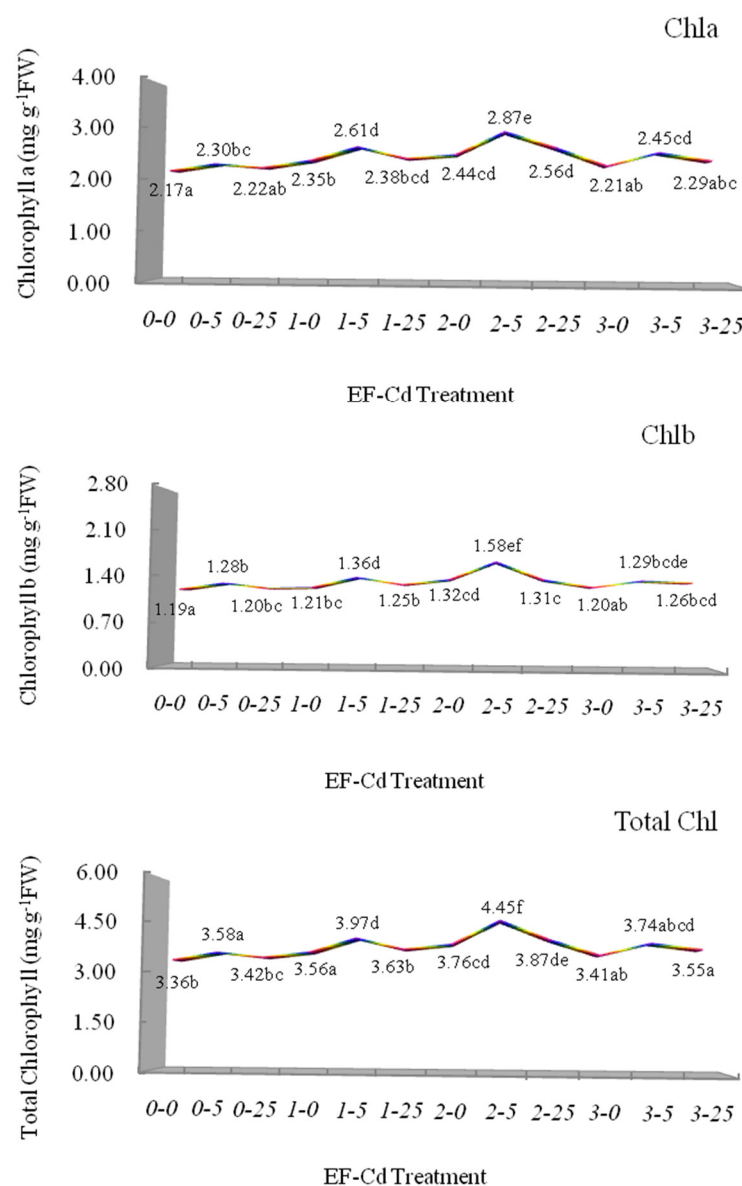 Chla
Chlorophyll a (mg g-1FW)
4.00
3.00
2.00
1.00
0.00
2.17a
2.30bc
2.22ab
2.35b
2.61d
2.38bcd
2.44cd
2.87e
2.56d
2.21ab
2.45cd
2.29abc
0-0 0-5 0-25 1-0 1-5 1-25 2-0 2-5 2-25 3-0 3-5 3-25
EF-Cd Treatment
Chlb
Chlorophyll b (mg g-1FW)
2.80
2.10
1.40
0.70
0.00
1.19a
1.28b
1.20bc
1.21bc
1.36d
1.25b
1.32cd
1.58ef
1.31c
1.20ab
1.29bcde
1.26bcd
0-0 0-5 0-25 1-0 1-5 1-25 2-0 2-5 2-25 3-0 3-5 3-25
EF-Cd Treatment
Total Chl
Total Chlorophyll (mg g-1FW)
6.00
4.50
3.00
1.50
0.00
3.36b
3.58a
3.42bc
3.56a
3.97d
3.63b
3.76cd
4.45f
3.87de
3.41ab
3.74abcd
3.55a
0-0 0-5 0-25 1-0 1-5 1-25 2-0 2-5 2-25 3-0 3-5 3-25
EF-Cd Treatment